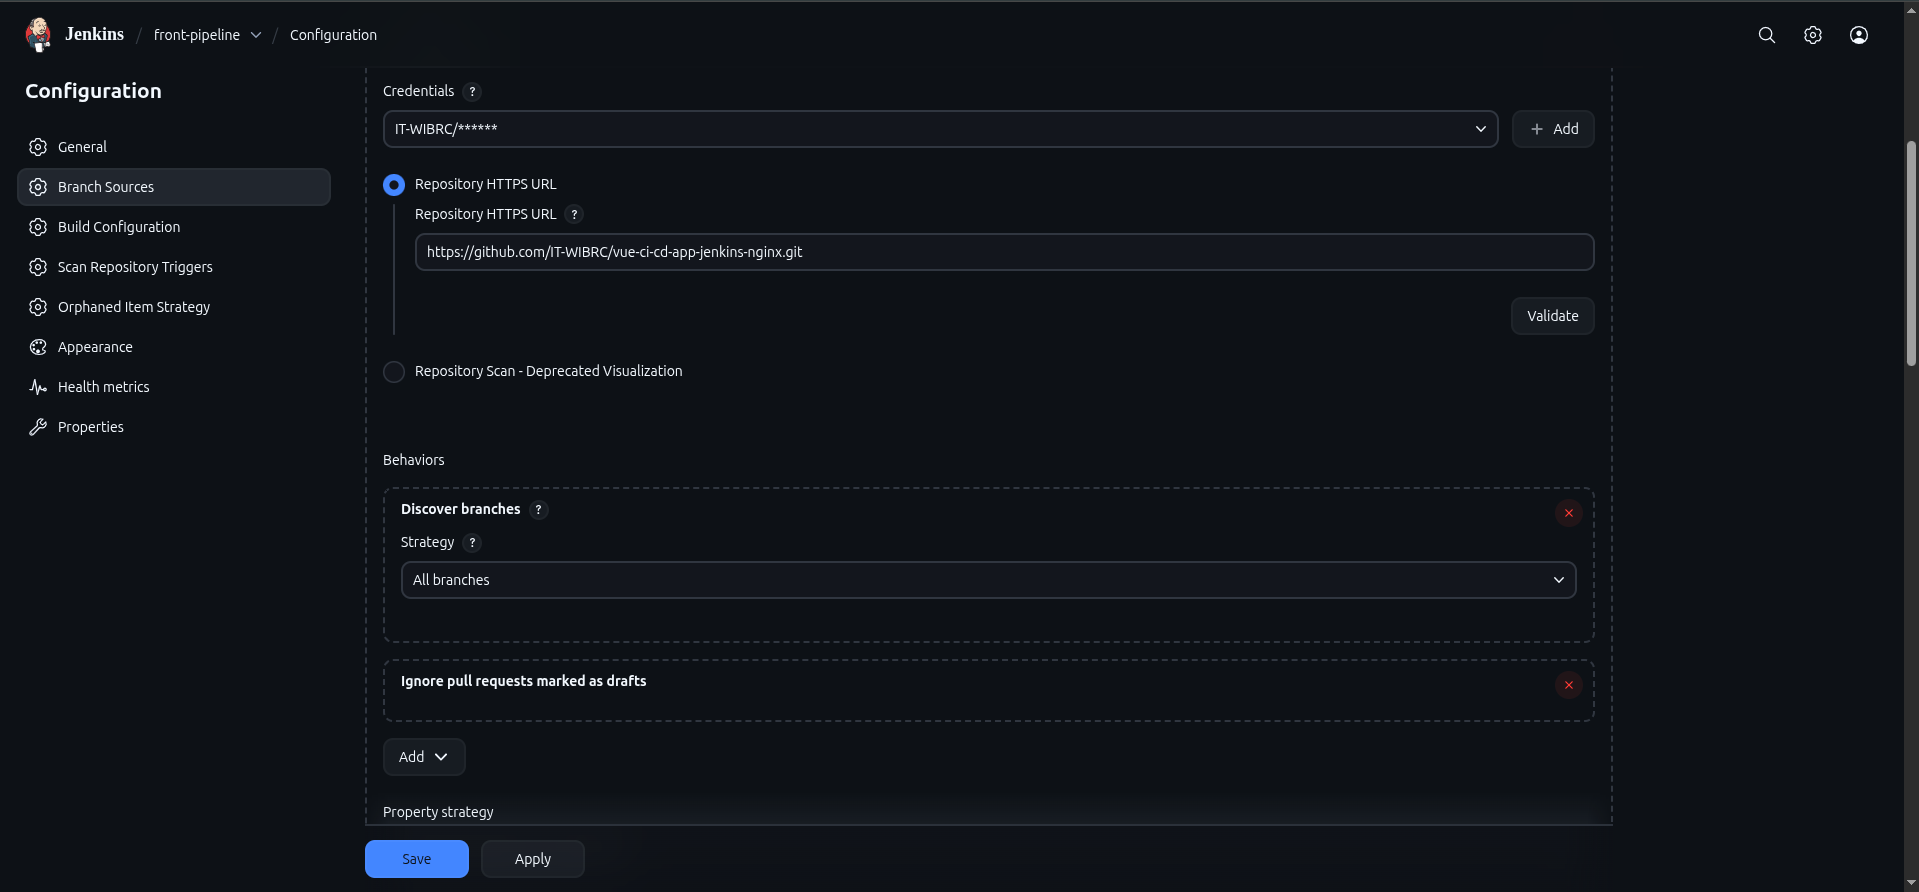 Jenkins / front-pipeline / Configuration
Configuration
General
Branch Sources
Build Configuration
Scan Repository Triggers
Orphaned Item Strategy
Appearance
Health metrics
Properties
Credentials ?
IT-WIBRC/******
+ Add
Repository HTTPS URL
Repository HTTPS URL ?
https://github.com/IT-WIBRC/vue-ci-cd-app-jenkins-nginx.git
Validate
Repository Scan - Deprecated Visualization
Behaviors
Discover branches ?
Strategy ?
All branches
Ignore pull requests marked as drafts
Add
Property strategy
Save
Apply